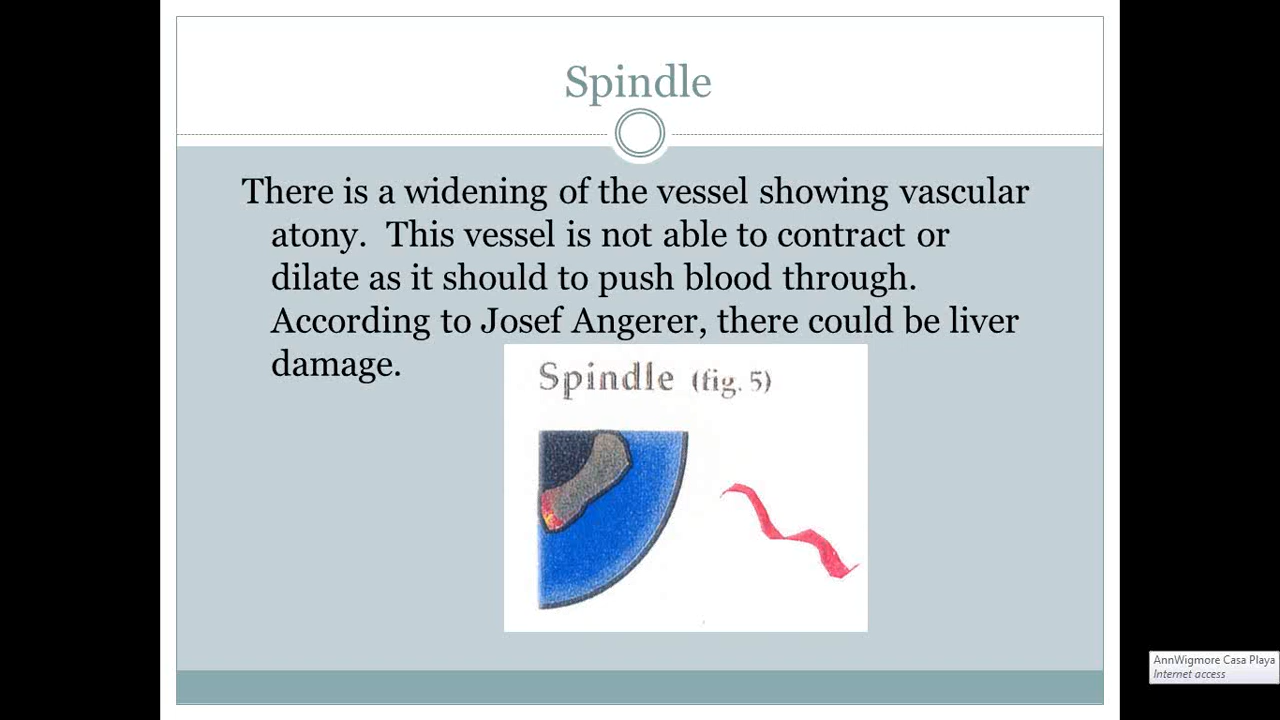 Spindle
There is a widening of the vessel showing vascular
atony.  This vessel is not able to contract or
dilate as it should to push blood through.
According to Josef Angerer, there could be liver
damage.
Spindle (fig. 5)
AnnWigmore Casa Playa
Internet access